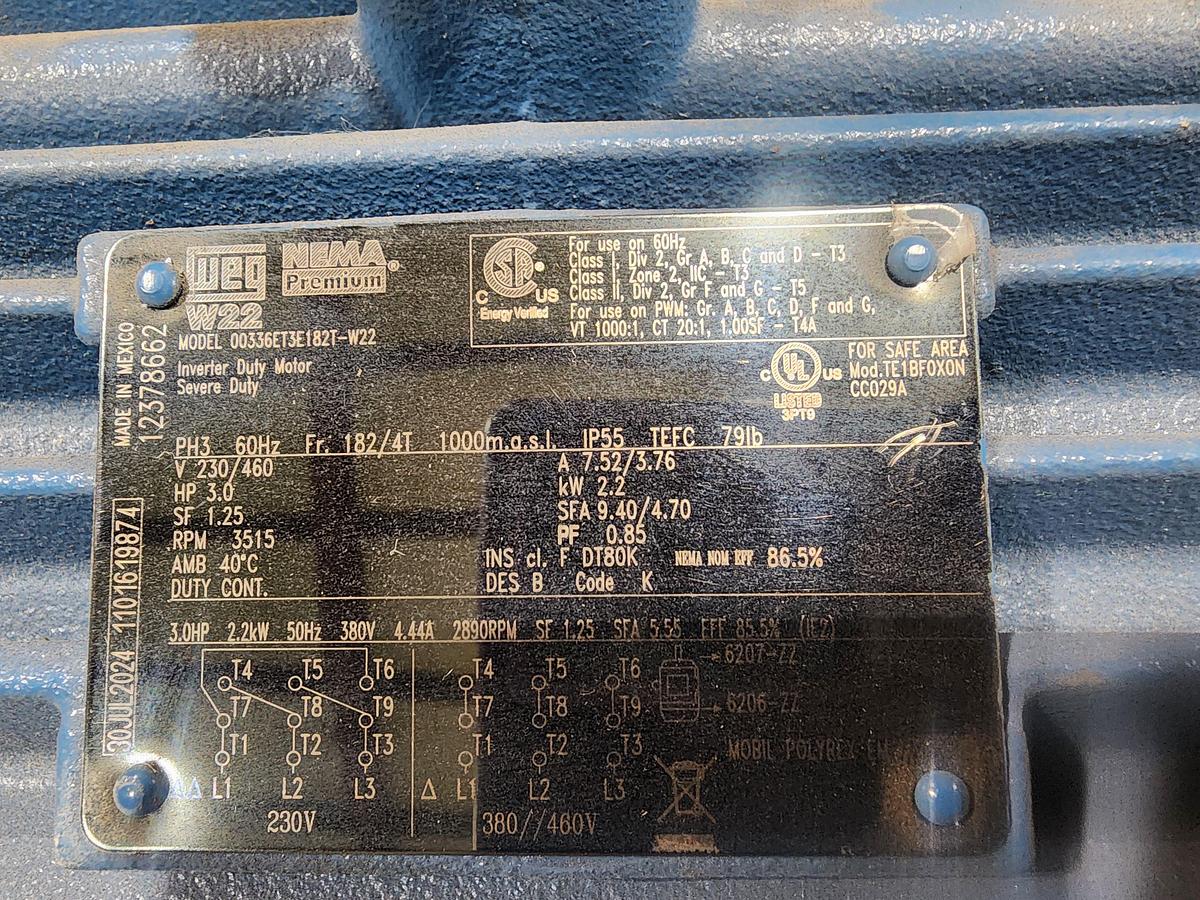 WEG
NEMA
Premium®
W22
MODEL 00336ET3E182T-W22
Inverter Duty Motor
Severe Duty
MADE IN MEXICO
12378662
30JUL2024 1101619874
C US
Energy Verified
For use on 60Hz
Class I, Div 2, Gr A, B, C and D - T3
Class I, Zone 2, IIC - T3
Class II, Div 2, Gr F and G - T5
For use on PWM: Gr. A, B, C, D, F and G,
VT 1000:1, CT 20:1, 1.00SF - T4A
C UL US
LISTED
3PT9
FOR SAFE AREA
Mod.TE1BF0X0N
CC029A
PH3 60Hz Fr. 182/4T 1000m.a.s.l. IP55 TEFC 79lb
V 230/460 A 7.52/3.76
HP 3.0 kW 2.2
SF 1.25 SFA 9.40/4.70
RPM 3515 PF 0.85
AMB 40°C INS cl. F DT80K NEMA NOM EFF 86.5%
DUTY CONT. DES B Code K
3.0HP 2.2kW 50Hz 380V 4.44A 2890RPM SF 1.25 SFA 5.55 EFF 85.5% (IE2)
T4 T5 T6 T4 T5 T6 6207-ZZ
T7 T8 T9 T7 T8 T9 6206-ZZ
T1 T2 T3 T1 T2 T3 MOBIL POLYREX EM
Δ L1 L2 L3 Δ L1 L2 L3
230V 380//460V